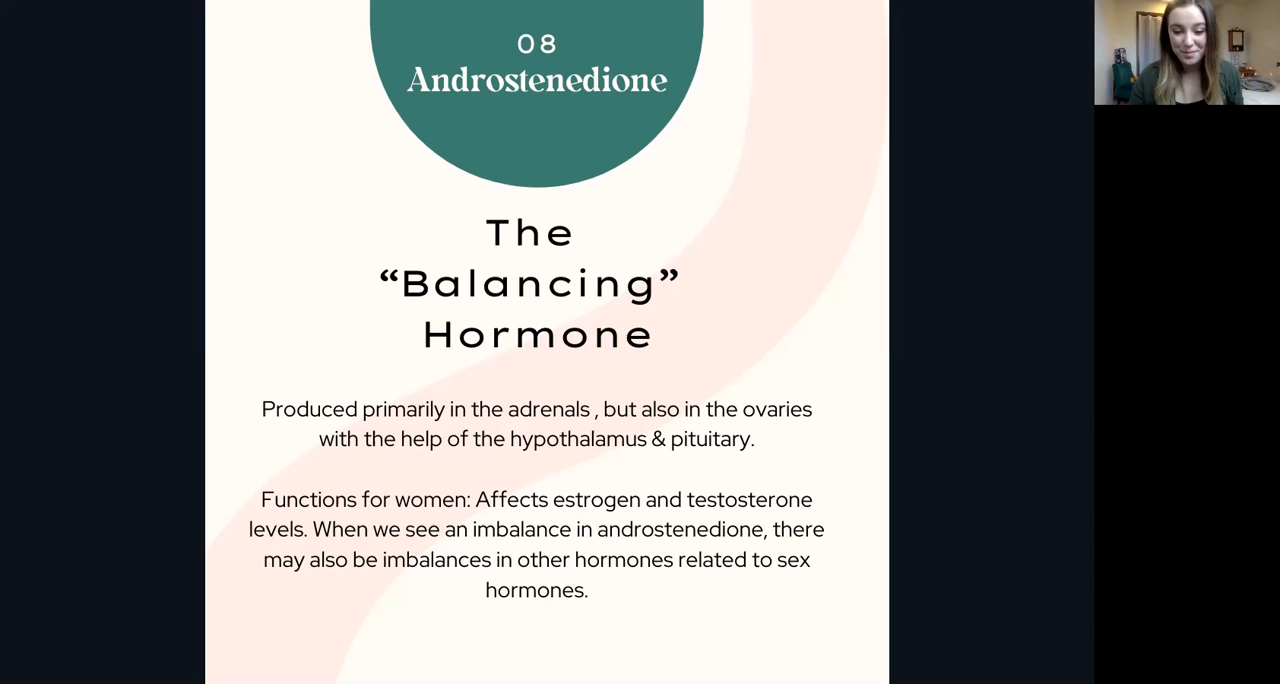 08
Androstenedione
The
“Balancing”
Hormone
Produced primarily in the adrenals , but also in the ovaries
with the help of the hypothalamus & pituitary.
Functions for women: Affects estrogen and testosterone
levels. When we see an imbalance in androstenedione, there
may also be imbalances in other hormones related to sex
hormones.